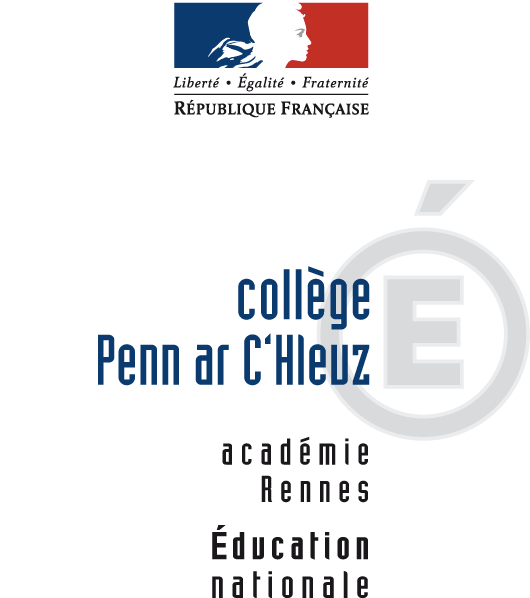 Liberté • Égalité • Fraternité
RÉPUBLIQUE FRANÇAISE
É
collège
Penn ar C'Hleuz
académie
Rennes
Éducation
nationale